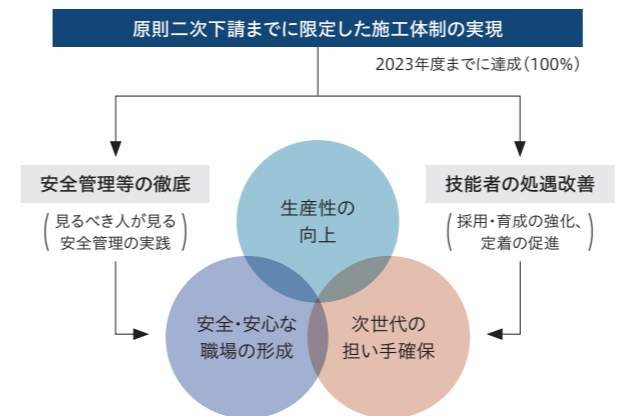 原則二次下請までに限定した施工体制の実現
2023年度までに達成(100%)
安全管理等の徹底
(見るべき人が見る
安全管理の実践)
技能者の処遇改善
(採用・育成の強化、
定着の促進)
生産性の
向上
安全・安心な
職場の形成
次世代の
担い手確保